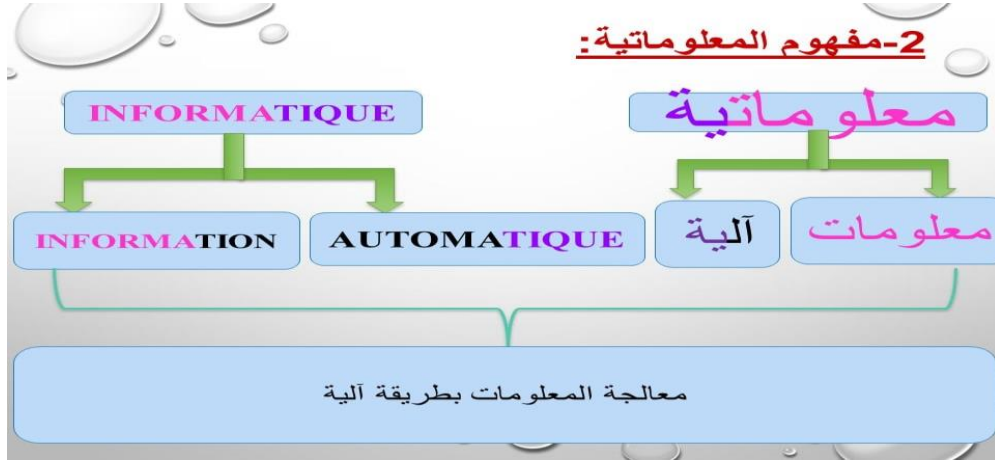 2-مفهوم المعلوماتية:
معلوماتية
INFORMATIQUE
معلومات
آلية
AUTOMATIQUE
INFORMATION
معالجة المعلومات بطريقة آلية